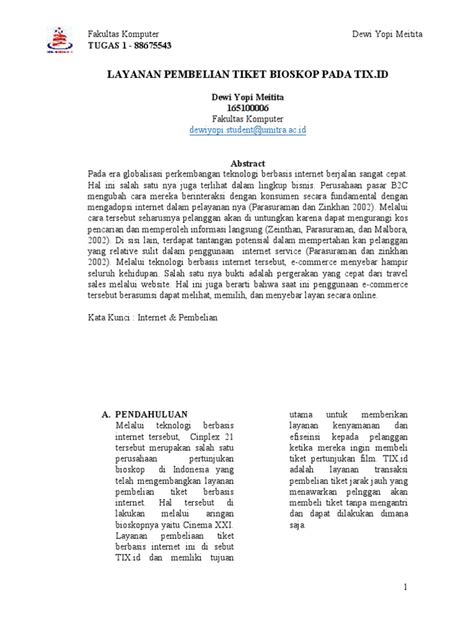 Fakultas Komputer Dewi Yopi Meitita
TUGAS 1 - 88675543
LAYANAN PEMBELIAN TIKET BIOSKOP PADA TIX.ID
Dewi Yopi Meitita
165100006
Fakultas Komputer
dewiyopi.student@umitra.ac.id
Abstract
Pada era globalisasi perkembangan teknologi berbasis internet berjalan sangat cepat.
Hal ini salah satu nya juga terlihat dalam lingkup bisnis. Perusahaan pasar B2C
mengubah cara mereka berinteraksi dengan konsumen secara fundamental dengan
mengadopsi internet dalam pelayanan nya (Parasuraman dan Zinkhan 2002). Melalui
cara tersebut seharusnya pelanggan akan di untungkan karena dapat mengurangi kos
pencarian dan memperoleh informasi langsung (Zeinthan, Parasuraman, dan Malbora,
2002). Di sisi lain, terdapat tantangan potensial dalam mempertahan kan pelanggan
yang relative sulit dalam penggunaan internet service (Parasuraman dan zinkhan
2002). Melalu teknologi berbasis internet tersebut, e-commerce menyebar hampir
seluruh kehidupan. Salah satu nya bukti adalah pergerakan yang cepat dari travel
sales melalui website. Hal ini juga berarti bahwa saat ini penggunaan e-commerce
tersebut berasumsi dapat melihat, memilih, dan menyebar layan secara online.
Kata Kunci : Internet & Pembelian
A. PENDAHULUAN
Melalui teknologi berbasis
internet tersebut, Cinplex 21
tersebut merupakan salah satu
perusahaan pertunjukan
bioskop di Indonesia yang
telah mengembangkan layanan
pembelian tiket berbasis
internet. Hal tersebut di
lakukan melalui aringan
bioskopnya yaitu Cinema XXI.
Layanan pembeliaan tiket
berbasis internet ini di sebut
TIX.id dan memiliki tujuan
utama untuk memberikan
layanan kenyamanan dan
efiseinsi kepada pelanggan
ketika mereka ingin membeli
tiket pertunjukan film. TIX.id
adalah layanan transaksi
pembelian tiket jarak jauh yang
menawarkan pelnggan akan
membeli tiket tanpa mengantri
dan dapat dilakukan dimana
saja.
1